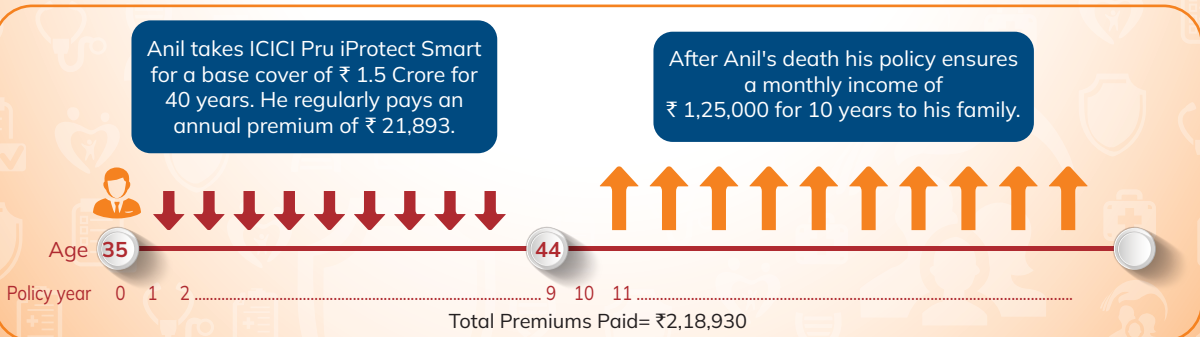 Anil takes ICICI Pru iProtect Smart
for a base cover of ₹ 1.5 Crore for
40 years. He regularly pays an
annual premium of ₹ 21,893.
After Anil's death his policy ensures
a monthly income of
₹ 1,25,000 for 10 years to his family.
Age 35 44
Policy year 0 1 2 ........................ 9 10 11 ........................
Total Premiums Paid= ₹2,18,930